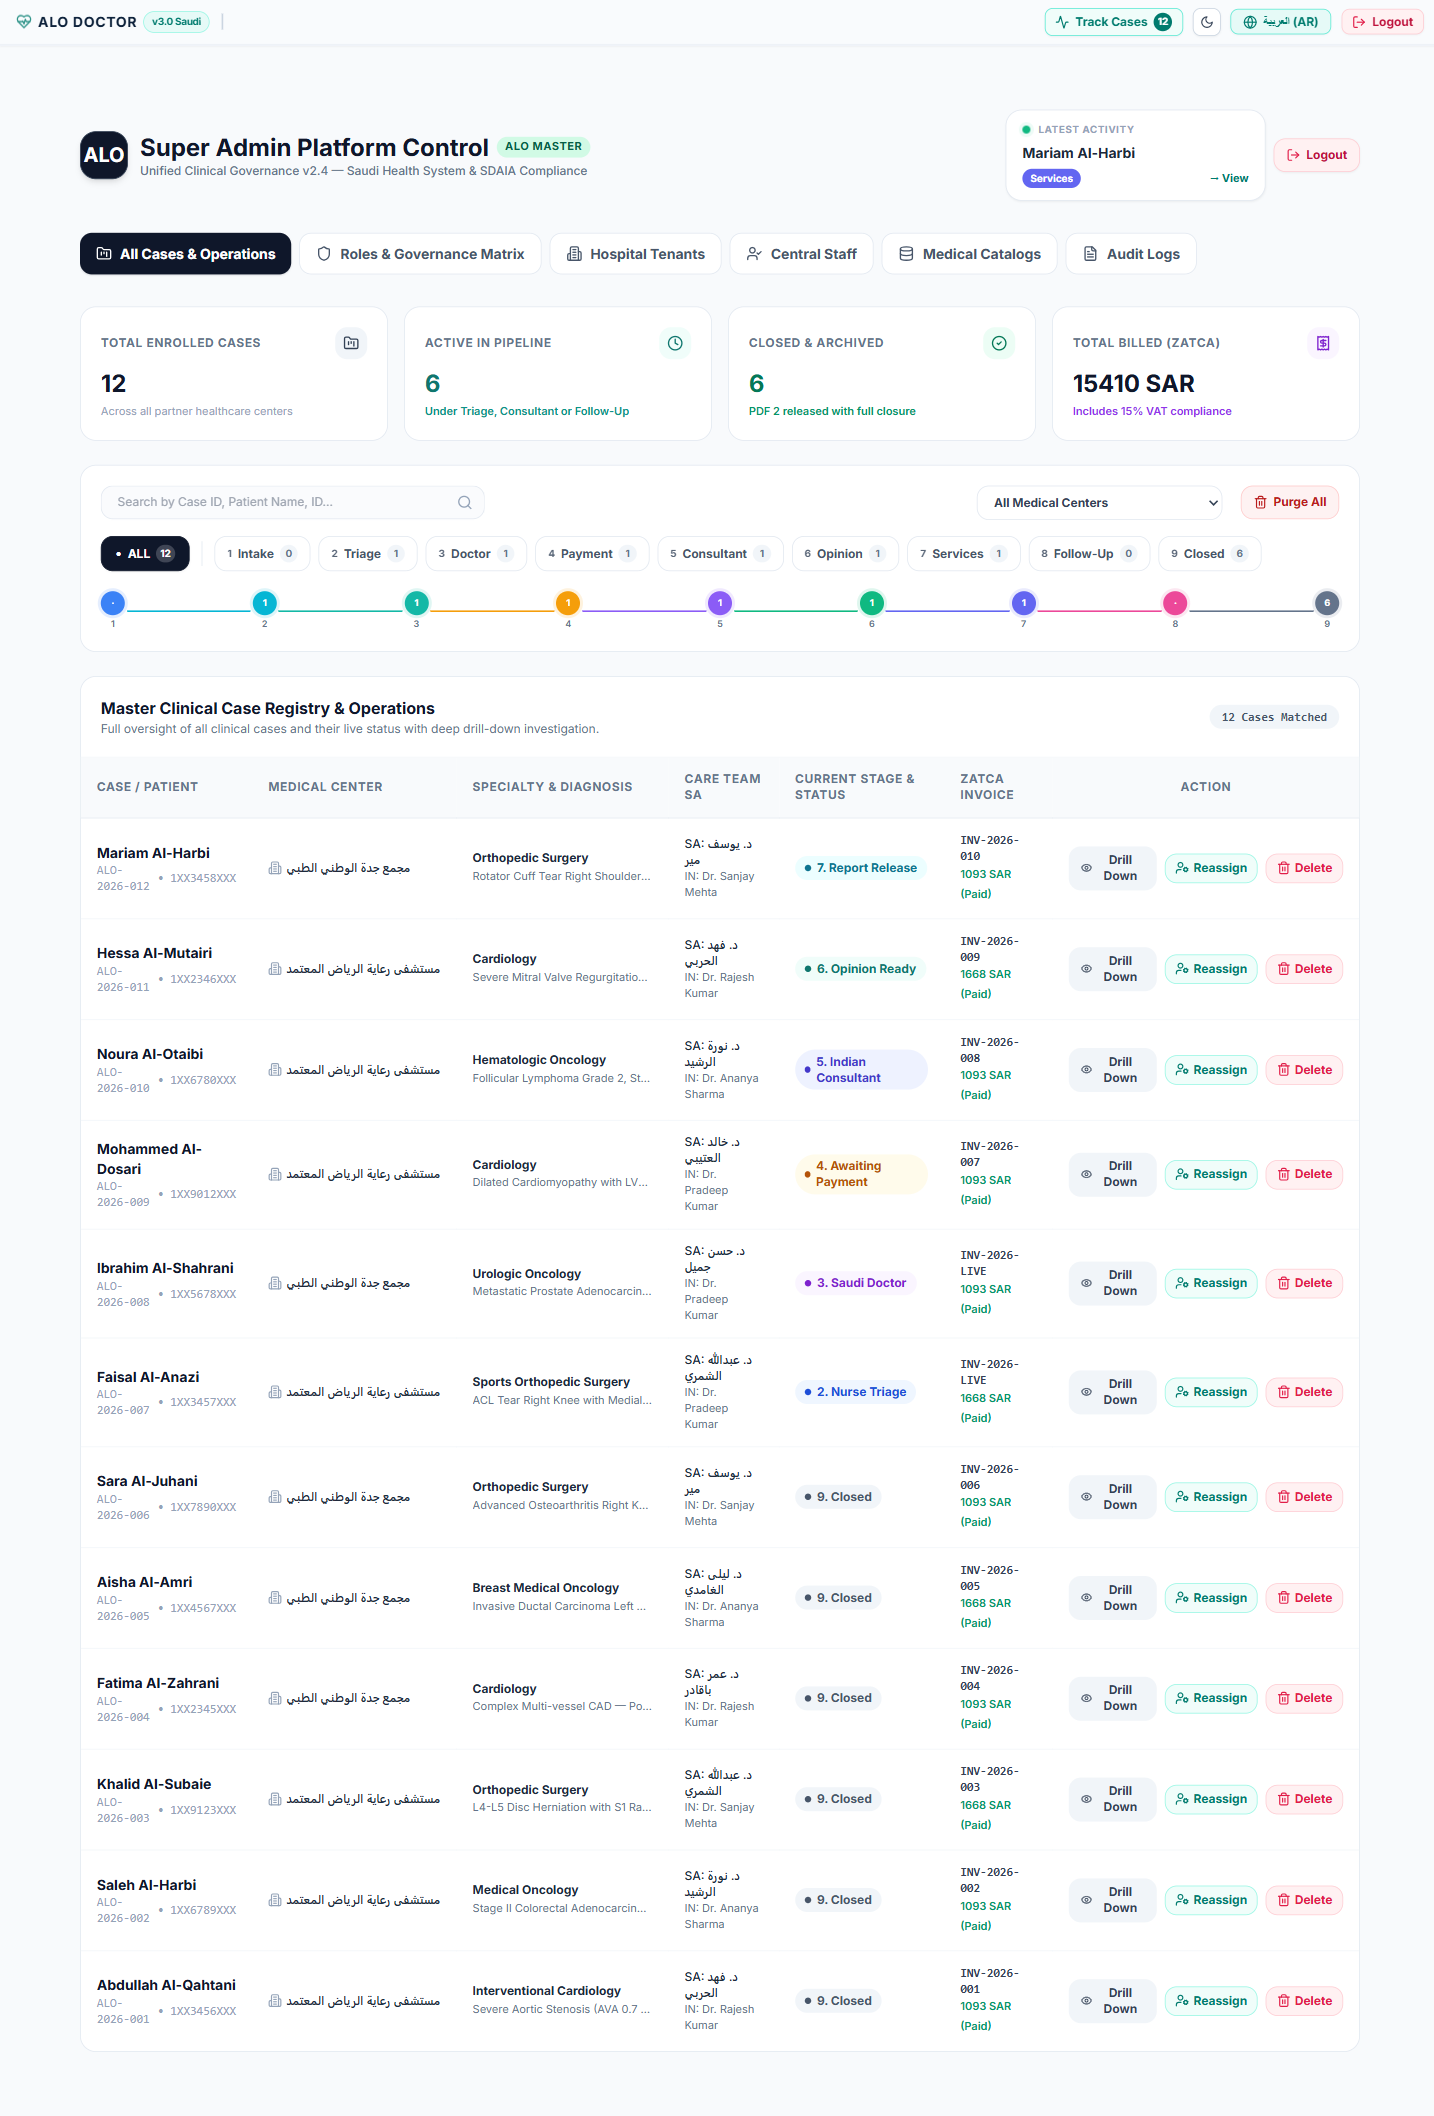 ALO DOCTOR v3.0 Saudi
Track Cases 12
العربية (AR)
Logout
ALO
Super Admin Platform Control ALO MASTER
Unified Clinical Governance v2.4 — Saudi Health System & SDAIA Compliance
LATEST ACTIVITY
Mariam Al-Harbi
Services → View
Logout
All Cases & Operations
Roles & Governance Matrix
Hospital Tenants
Central Staff
Medical Catalogs
Audit Logs
TOTAL ENROLLED CASES
12
Across all partner healthcare centers
ACTIVE IN PIPELINE
6
Under Triage, Consultant or Follow-Up
CLOSED & ARCHIVED
6
PDF 2 released with full closure
TOTAL BILLED (ZATCA)
15410 SAR
Includes 15% VAT compliance
Search by Case ID, Patient Name, ID...
All Medical Centers
Purge All
• ALL 12
1 Intake 0
2 Triage 1
3 Doctor 1
4 Payment 1
5 Consultant 1
6 Opinion 1
7 Services 1
8 Follow-Up 0
9 Closed 6
· 1 1 1 1 1 1 · 6
1 2 3 4 5 6 7 8 9
Master Clinical Case Registry & Operations
Full oversight of all clinical cases and their live status with deep drill-down investigation.
12 Cases Matched
CASE / PATIENT
MEDICAL CENTER
SPECIALTY & DIAGNOSIS
CARE TEAM
SA
CURRENT STAGE &
STATUS
ZATCA
INVOICE
ACTION
Mariam Al-Harbi
ALO-
2026-012 • 1XX3458XXX
مجمع جدة الوطني الطبي
Orthopedic Surgery
Rotator Cuff Tear Right Shoulder...
SA: د. يوسف
مير
IN: Dr. Sanjay
Mehta
• 7. Report Release
INV-2026-
010
1093 SAR
(Paid)
Drill
Down
Reassign
Delete
Hessa Al-Mutairi
ALO-
2026-011 • 1XX2346XXX
مستشفى رعاية الرياض المعتمد
Cardiology
Severe Mitral Valve Regurgitatio...
SA: د. فهد
الحربي
IN: Dr. Rajesh
Kumar
• 6. Opinion Ready
INV-2026-
009
1668 SAR
(Paid)
Drill
Down
Reassign
Delete
Noura Al-Otaibi
ALO-
2026-010 • 1XX6780XXX
مستشفى رعاية الرياض المعتمد
Hematologic Oncology
Follicular Lymphoma Grade 2, St...
SA: د. نورة
الرشيد
IN: Dr. Ananya
Sharma
• 5. Indian
Consultant
INV-2026-
008
1093 SAR
(Paid)
Drill
Down
Reassign
Delete
Mohammed Al-
Dosari
ALO-
2026-009 • 1XX9012XXX
مستشفى رعاية الرياض المعتمد
Cardiology
Dilated Cardiomyopathy with LV...
SA: د. خالد
العتيبي
IN: Dr.
Pradeep
Kumar
• 4. Awaiting
Payment
INV-2026-
007
1093 SAR
(Paid)
Drill
Down
Reassign
Delete
Ibrahim Al-Shahrani
ALO-
2026-008 • 1XX5678XXX
مجمع جدة الوطني الطبي
Urologic Oncology
Metastatic Prostate Adenocarcin...
SA: د. حسن
جميل
IN: Dr.
Pradeep
Kumar
• 3. Saudi Doctor
INV-2026-
LIVE
1093 SAR
(Paid)
Drill
Down
Reassign
Delete
Faisal Al-Anazi
ALO-
2026-007 • 1XX3457XXX
مستشفى رعاية الرياض المعتمد
Sports Orthopedic Surgery
ACL Tear Right Knee with Medial...
SA: د. عبدالله
الشمري
IN: Dr.
Pradeep
Kumar
• 2. Nurse Triage
INV-2026-
LIVE
1668 SAR
(Paid)
Drill
Down
Reassign
Delete
Sara Al-Juhani
ALO-
2026-006 • 1XX7890XXX
مجمع جدة الوطني الطبي
Orthopedic Surgery
Advanced Osteoarthritis Right K...
SA: د. يوسف
مير
IN: Dr. Sanjay
Mehta
• 9. Closed
INV-2026-
006
1093 SAR
(Paid)
Drill
Down
Reassign
Delete
Aisha Al-Amri
ALO-
2026-005 • 1XX4567XXX
مجمع جدة الوطني الطبي
Breast Medical Oncology
Invasive Ductal Carcinoma Left ...
SA: د. ليلى
الغامدي
IN: Dr. Ananya
Sharma
• 9. Closed
INV-2026-
005
1668 SAR
(Paid)
Drill
Down
Reassign
Delete
Fatima Al-Zahrani
ALO-
2026-004 • 1XX2345XXX
مجمع جدة الوطني الطبي
Cardiology
Complex Multi-vessel CAD — Po...
SA: د. عمر
باقادر
IN: Dr. Rajesh
Kumar
• 9. Closed
INV-2026-
004
1093 SAR
(Paid)
Drill
Down
Reassign
Delete
Khalid Al-Subaie
ALO-
2026-003 • 1XX9123XXX
مستشفى رعاية الرياض المعتمد
Orthopedic Surgery
L4-L5 Disc Herniation with S1 Ra...
SA: د. عبدالله
الشمري
IN: Dr. Sanjay
Mehta
• 9. Closed
INV-2026-
003
1668 SAR
(Paid)
Drill
Down
Reassign
Delete
Saleh Al-Harbi
ALO-
2026-002 • 1XX6789XXX
مستشفى رعاية الرياض المعتمد
Medical Oncology
Stage II Colorectal Adenocarcin...
SA: د. نورة
الرشيد
IN: Dr. Ananya
Sharma
• 9. Closed
INV-2026-
002
1093 SAR
(Paid)
Drill
Down
Reassign
Delete
Abdullah Al-Qahtani
ALO-
2026-001 • 1XX3456XXX
مستشفى رعاية الرياض المعتمد
Interventional Cardiology
Severe Aortic Stenosis (AVA 0.7 ...
SA: د. فهد
الحربي
IN: Dr. Rajesh
Kumar
• 9. Closed
INV-2026-
001
1093 SAR
(Paid)
Drill
Down
Reassign
Delete